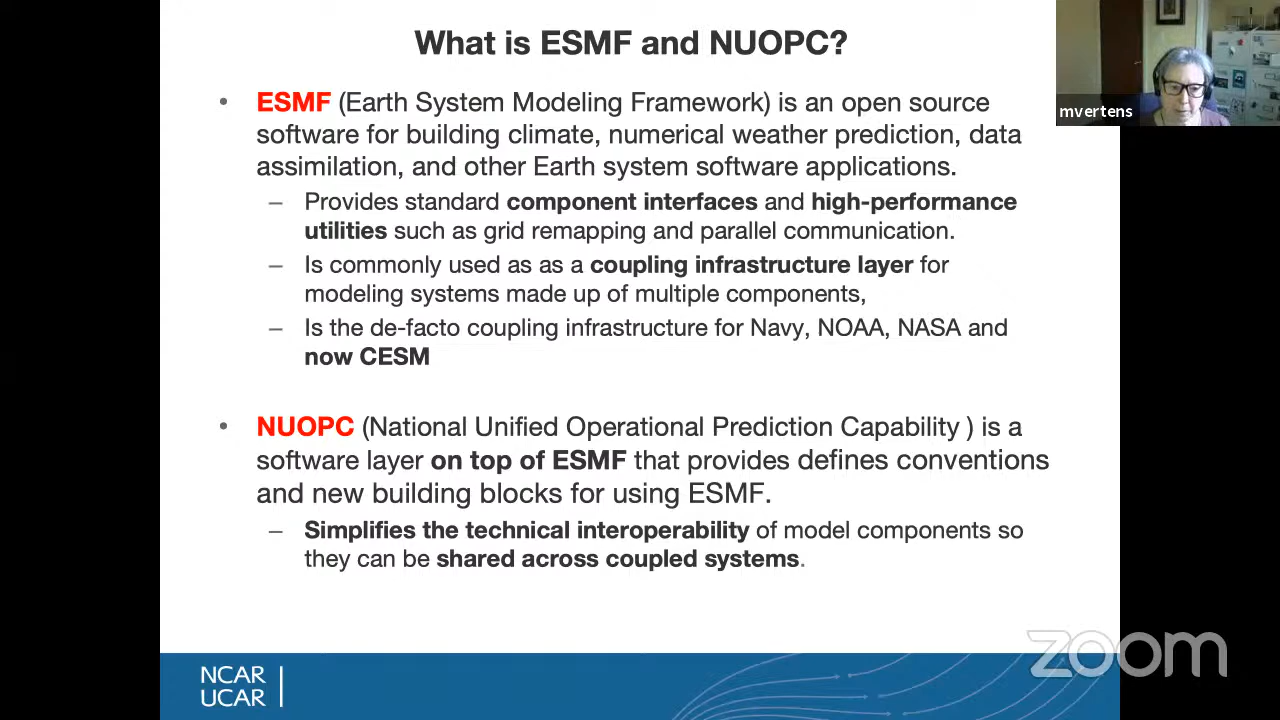 What is ESMF and NUOPC?
mvertens
• ESMF (Earth System Modeling Framework) is an open source
software for building climate, numerical weather prediction, data
assimilation, and other Earth system software applications.
– Provides standard component interfaces and high-performance
utilities such as grid remapping and parallel communication.
– Is commonly used as as a coupling infrastructure layer for
modeling systems made up of multiple components,
– Is the de-facto coupling infrastructure for Navy, NOAA, NASA and
now CESM
• NUOPC (National Unified Operational Prediction Capability ) is a
software layer on top of ESMF that provides defines conventions
and new building blocks for using ESMF.
– Simplifies the technical interoperability of model components so
they can be shared across coupled systems.
zoom
NCAR
UCAR